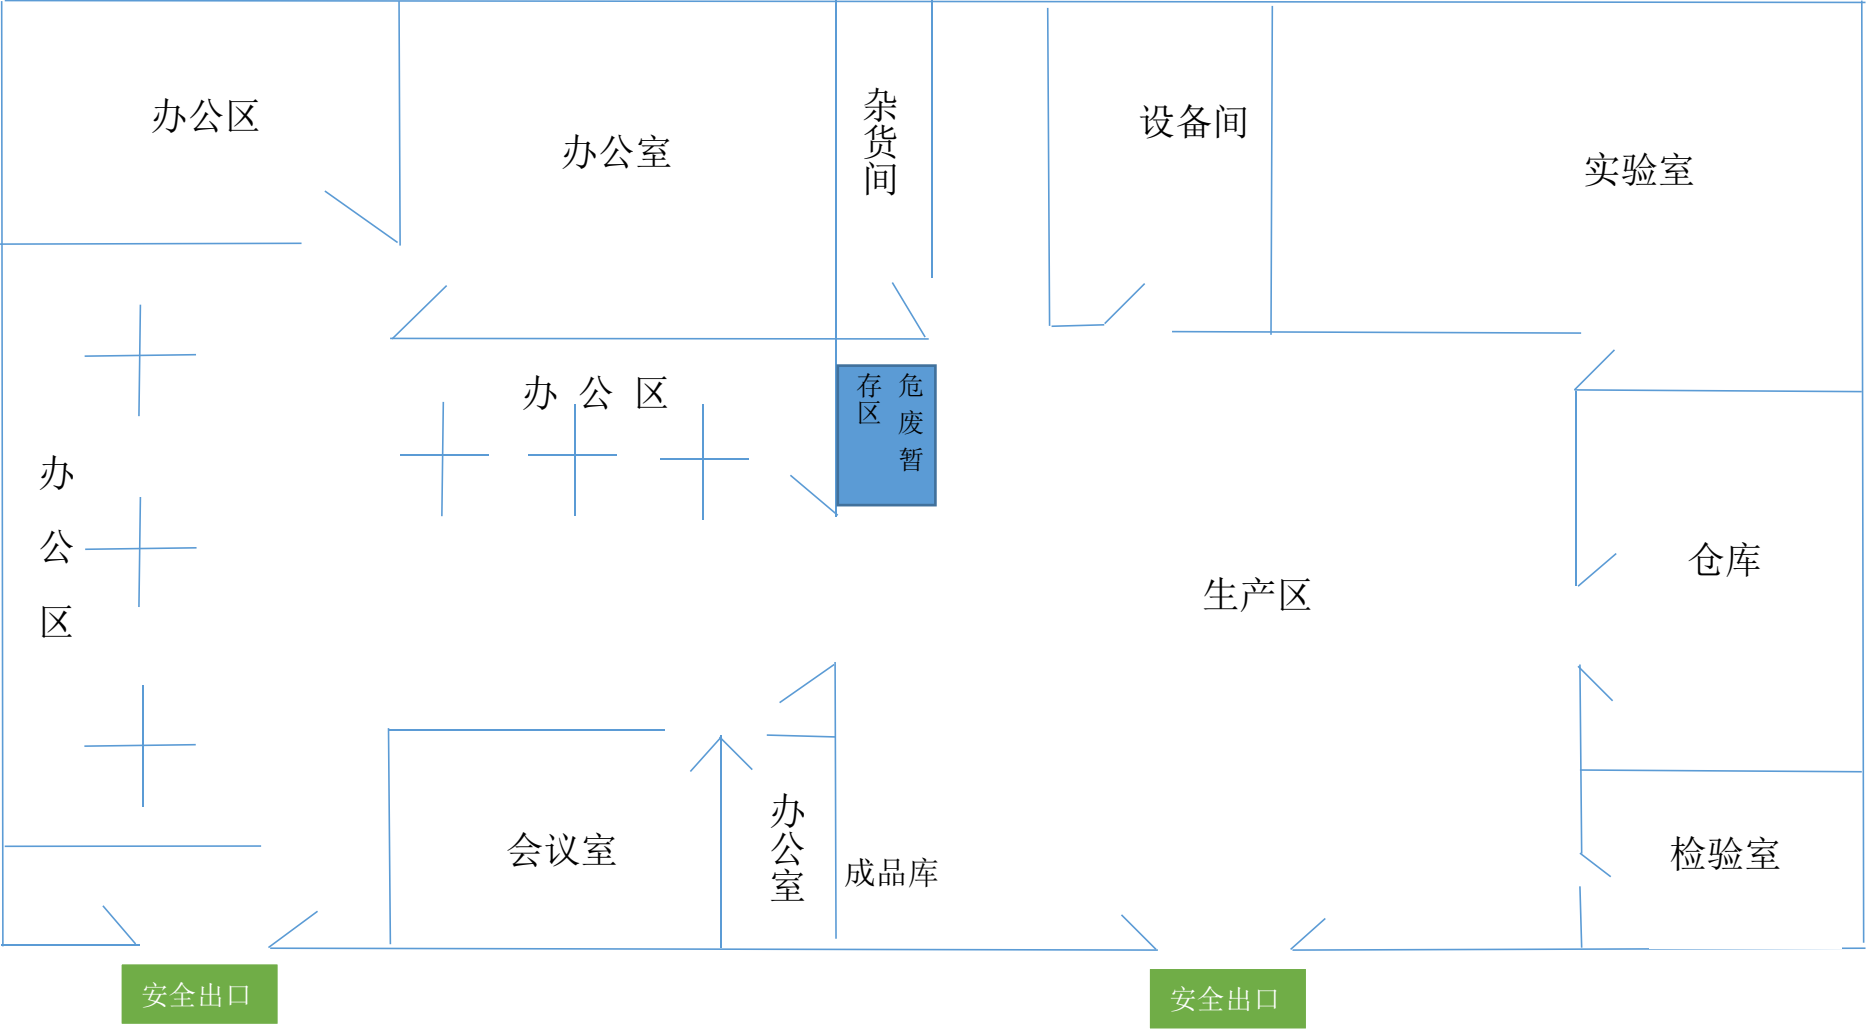 办公区
办公室
杂货间
设备间
实验室
办 公 区
危废暂
存区
办公区
仓库
生产区
会议室
办公室
成品库
检验室
安全出口
安全出口